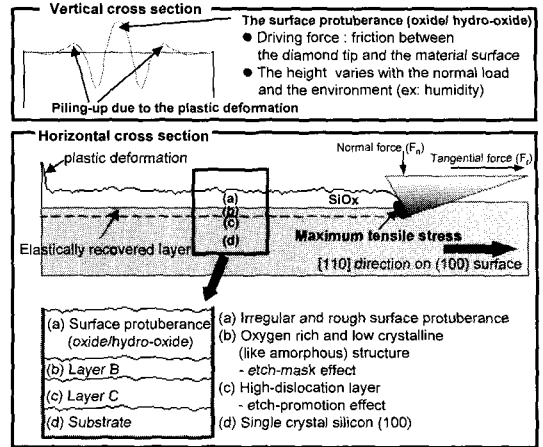 Vertical cross section
The surface protuberance (oxide/ hydro-oxide)
● Driving force : friction between
the diamond tip and the material surface
● The height varies with the normal load
and the environment (ex: humidity)
Piling-up due to the plastic deformation
Horizontal cross section
plastic deformation
Normal force (Fn)
Tangential force (Ft)
(a)
SiOx
(b)
(c)
(d)
Elastically recovered layer
Maximum tensile stress
[110] direction on (100) surface
(a) Surface protuberance
(oxide/hydro-oxide)
(b) Layer B
(c) Layer C
(d) Substrate
(a) Irregular and rough surface protuberance
(b) Oxygen rich and low crystalline
(like amorphous) structure
- etch-mask effect
(c) High-dislocation layer
- etch-promotion effect
(d) Single crystal silicon (100)